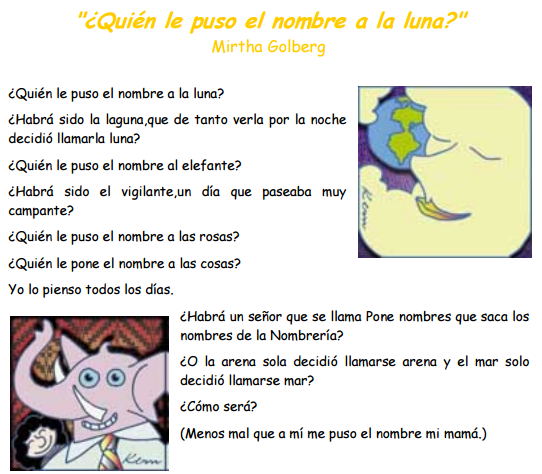 "¿Quién le puso el nombre a la luna?"
Mirtha Golberg
¿Quién le puso el nombre a la luna?
¿Habrá sido la laguna,que de tanto verla por la noche
decidió llamarla luna?
¿Quién le puso el nombre al elefante?
¿Habrá sido el vigilante,un día que paseaba muy
campante?
¿Quién le puso el nombre a las rosas?
¿Quién le pone el nombre a las cosas?
Yo lo pienso todos los días.
¿Habrá un señor que se llama Pone nombres que saca los
nombres de la Nombrería?
¿O la arena sola decidió llamarse arena y el mar solo
decidió llamarse mar?
¿Cómo será?
(Menos mal que a mí me puso el nombre mi mamá.)
Kern
Kern